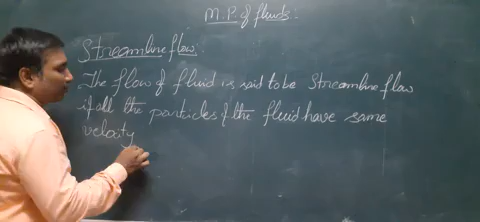 M.P. of fluids:
Streamline flow:
The flow of fluid is said to be Streamline flow
if all the particles of the fluid have same
velocity